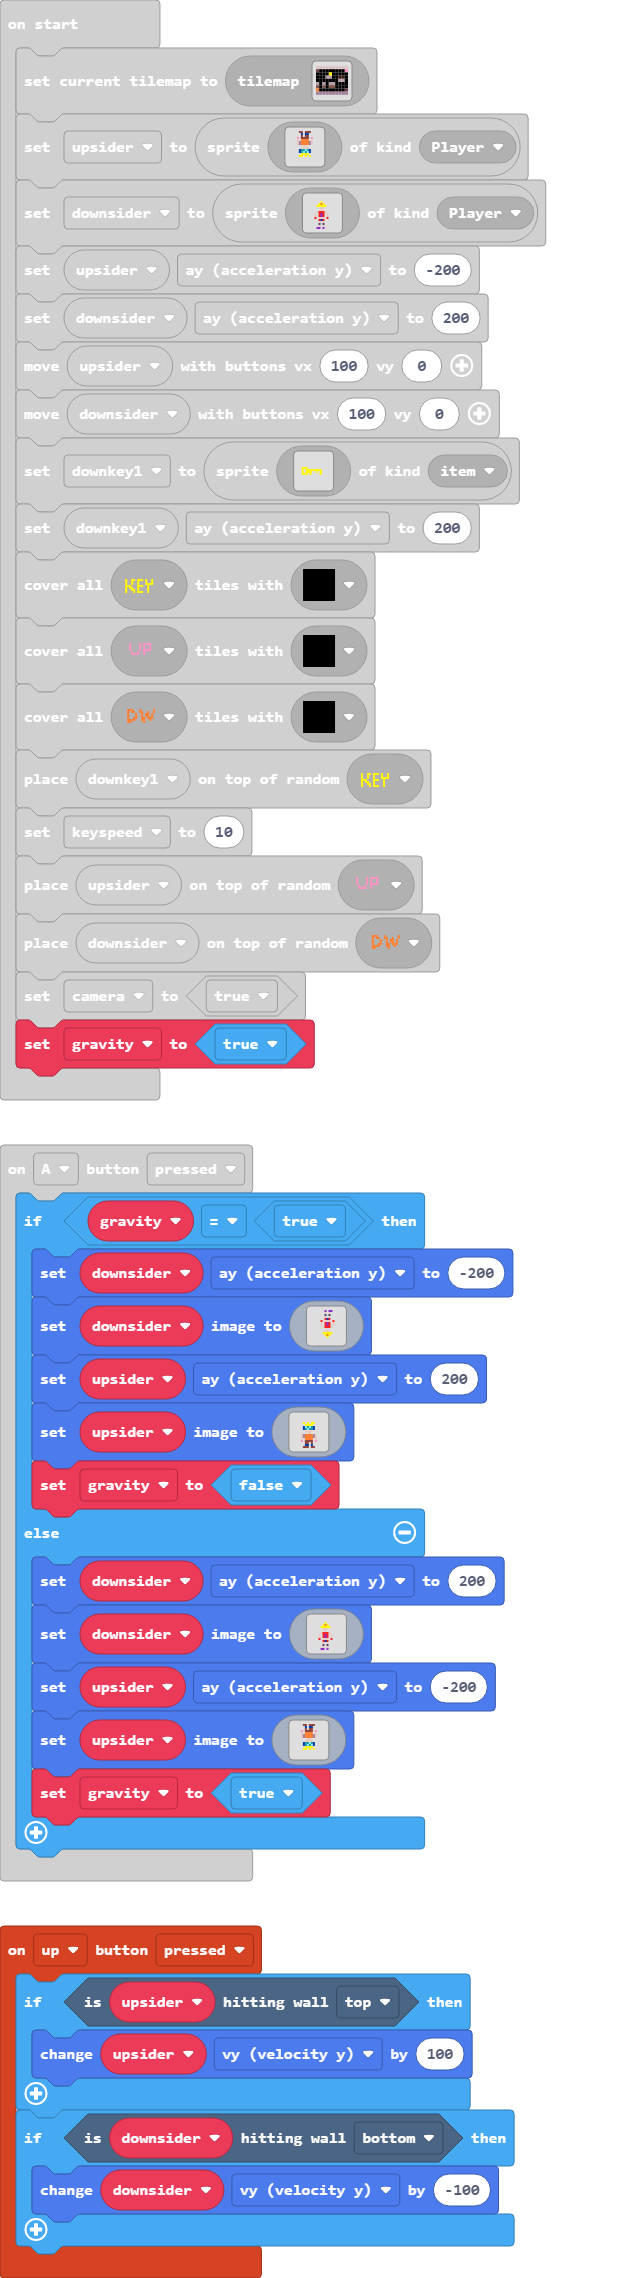 on start
set current tilemap to tilemap
set upsider to sprite of kind Player
set downsider to sprite of kind Player
set upsider ay (acceleration y) to -200
set downsider ay (acceleration y) to 200
move upsider with buttons vx 100 vy 0
move downsider with buttons vx 100 vy 0
set downkey1 to sprite of kind item
set downkey1 ay (acceleration y) to 200
cover all KEY tiles with
cover all UP tiles with
cover all DW tiles with
place downkey1 on top of random KEY
set keyspeed to 10
place upsider on top of random UP
place downsider on top of random DW
set camera to true
set gravity to true
on A button pressed
if gravity = true then
set downsider ay (acceleration y) to -200
set downsider image to
set upsider ay (acceleration y) to 200
set upsider image to
set gravity to false
else
set downsider ay (acceleration y) to 200
set downsider image to
set upsider ay (acceleration y) to -200
set upsider image to
set gravity to true
on up button pressed
if is upsider hitting wall top then
change upsider vy (velocity y) by 100
if is downsider hitting wall bottom then
change downsider vy (velocity y) by -100